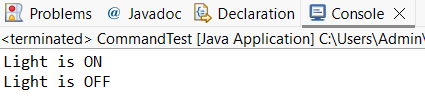 Problems @ Javadoc Declaration Console
<terminated> CommandTest [Java Application] C:\Users\Admin\
Light is ON
Light is OFF